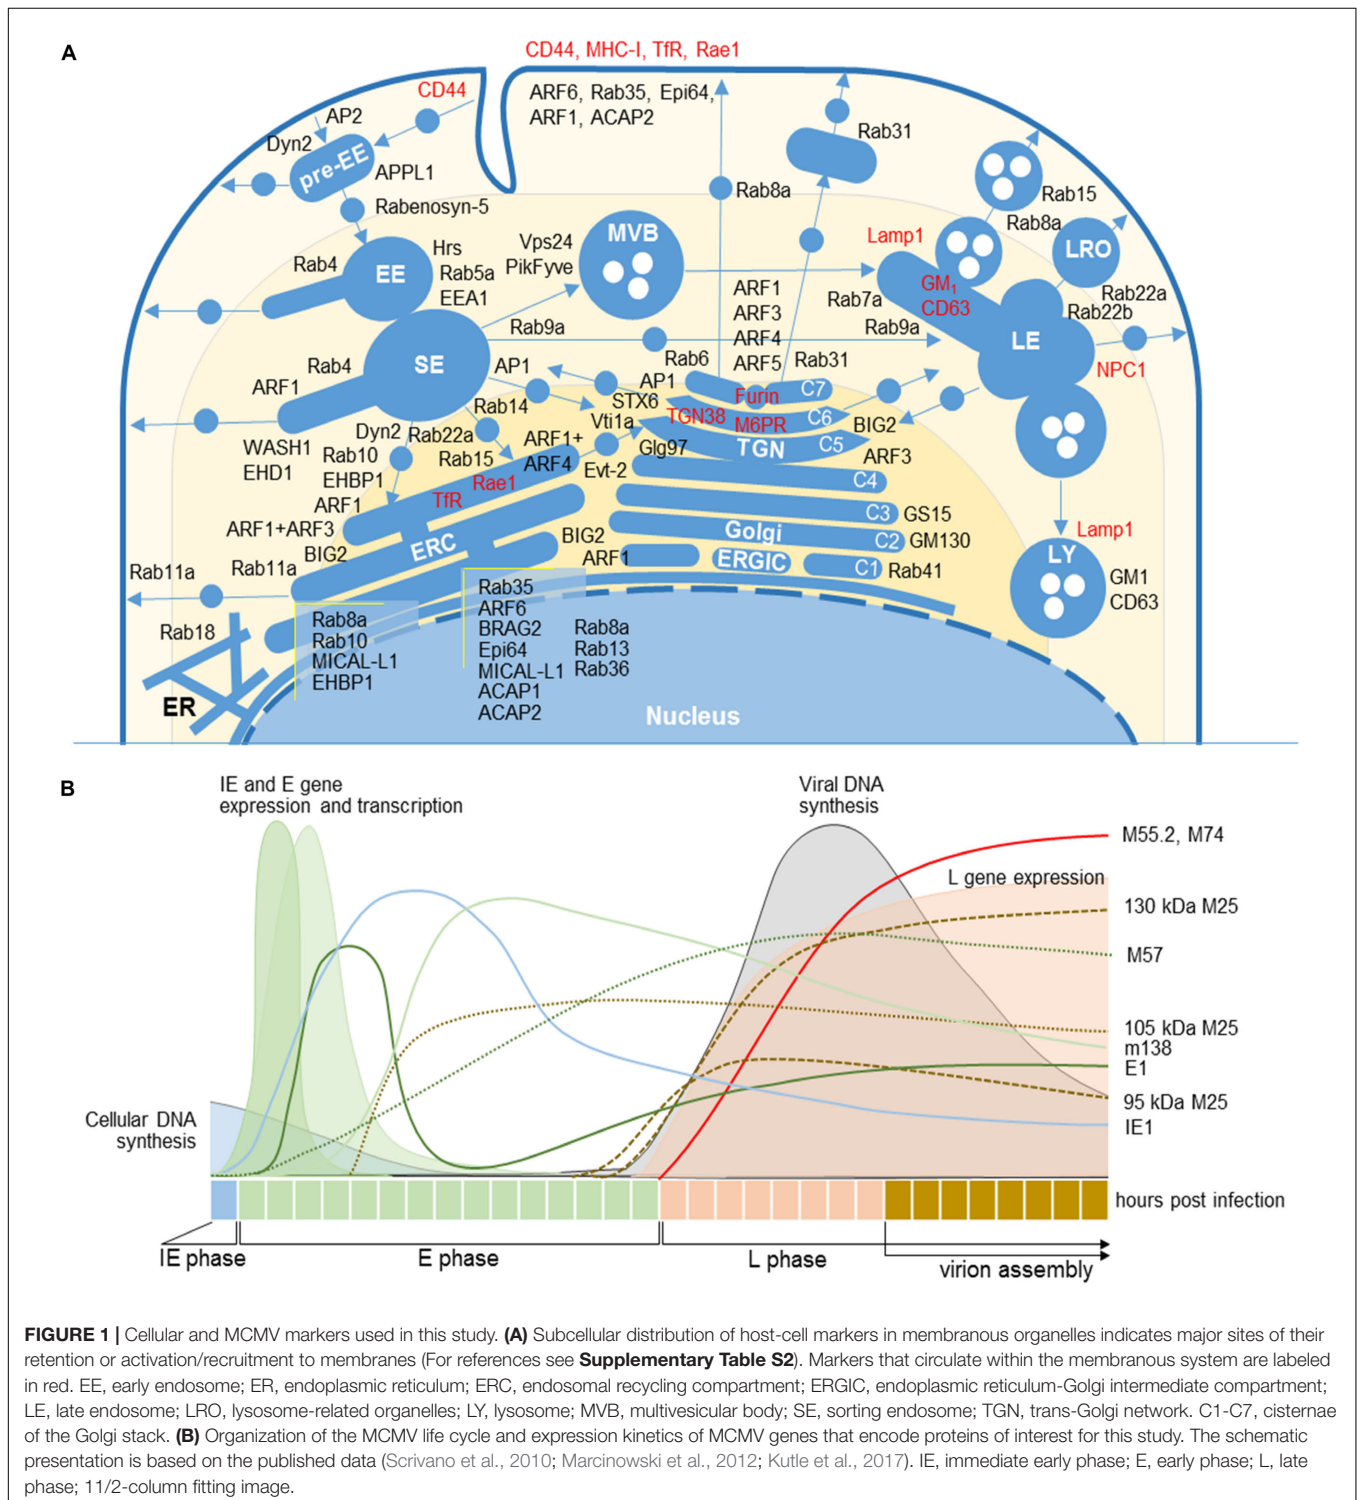 A
CD44, MHC-I, TfR, Rae1
CD44
ARF6, Rab35, Epi64,
ARF1, ACAP2
AP2
Dyn2
pre-EE
APPL1
Rab31
Rab8a
Rab15
Rab8a
Rabenosyn-5
Lamp1
LRO
MVB
Vps24
PikFyve
Hrs
Rab5a
EEA1
Rab4
EE
GM1
CD63
Rab7a
Rab9a
Rab22a
Rab22b
ARF1
ARF3
ARF4
ARF5
Rab9a
LE
NPC1
SE
Rab4
ARF1
AP1
Rab6
Rab31
AP1
STX6
Furin
C7
TGN38
M6PR
C6
TGN
C5
BIG2
ARF3
Rab14
Vti1a
Glg97
Dyn2
Rab22a
Rab15
ARF1+
ARF4
Evt-2
WASH1
EHD1
Rab10
EHBP1
ARF1
Rae1
TfR
C4
C3
GS15
ARF1+ARF3
BIG2
ERC
BIG2
Golgi
C2
GM130
ARF1
ERGIC
C1
Rab41
Lamp1
LY
GM1
CD63
Rab11a
Rab11a
Rab18
ER
Rab8a
Rab10
MICAL-L1
EHBP1
Rab35
ARF6
BRAG2
Epi64
MICAL-L1
ACAP1
ACAP2
Rab8a
Rab13
Rab36
Nucleus
B
IE and E gene
expression and transcription
Viral DNA
synthesis
M55.2, M74
L gene expression
130 kDa M25
M57
105 kDa M25
m138
E1
95 kDa M25
IE1
Cellular DNA
synthesis
hours post infection
IE phase
E phase
L phase
virion assembly
FIGURE 1 | Cellular and MCMV markers used in this study. (A) Subcellular distribution of host-cell markers in membranous organelles indicates major sites of their
retention or activation/recruitment to membranes (For references see Supplementary Table S2). Markers that circulate within the membranous system are labeled
in red. EE, early endosome; ER, endoplasmic reticulum; ERC, endosomal recycling compartment; ERGIC, endoplasmic reticulum-Golgi intermediate compartment;
LE, late endosome; LRO, lysosome-related organelles; LY, lysosome; MVB, multivesicular body; SE, sorting endosome; TGN, trans-Golgi network. C1-C7, cisternae
of the Golgi stack. (B) Organization of the MCMV life cycle and expression kinetics of MCMV genes that encode proteins of interest for this study. The schematic
presentation is based on the published data (Scrivano et al., 2010; Marcinowski et al., 2012; Kutle et al., 2017). IE, immediate early phase; E, early phase; L, late
phase; 11/2-column fitting image.